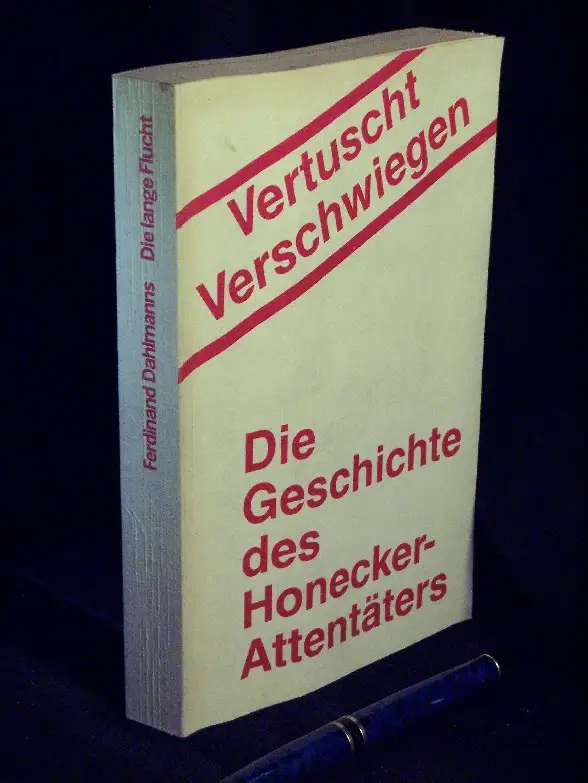 Vertuscht
Verschwiegen
Die
Geschichte
des
Honecker-
Attentäters
Ferdinand Dahlmanns Die lange Flucht